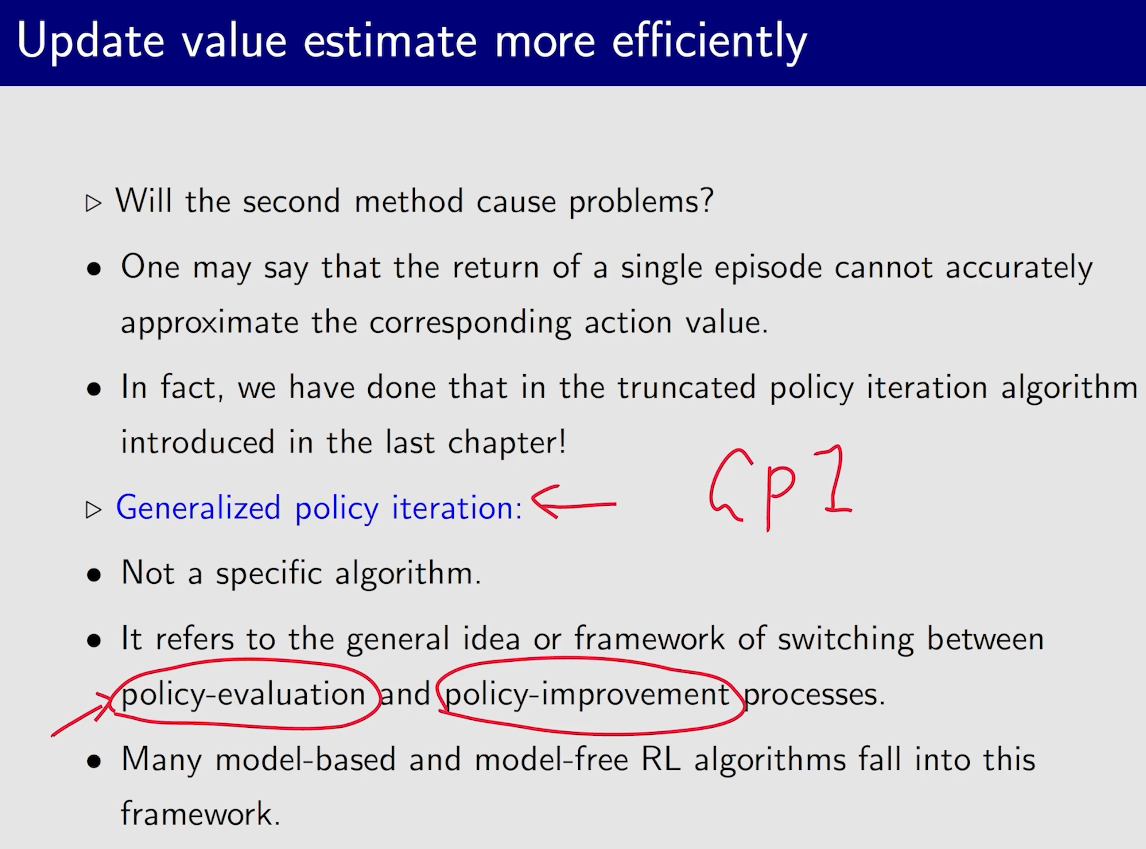 Update value estimate more efficiently
▷ Will the second method cause problems?
• One may say that the return of a single episode cannot accurately
approximate the corresponding action value.
• In fact, we have done that in the truncated policy iteration algorithm
introduced in the last chapter!
GPI
▷ Generalized policy iteration:
• Not a specific algorithm.
• It refers to the general idea or framework of switching between
policy-evaluation and policy-improvement processes.
• Many model-based and model-free RL algorithms fall into this
framework.